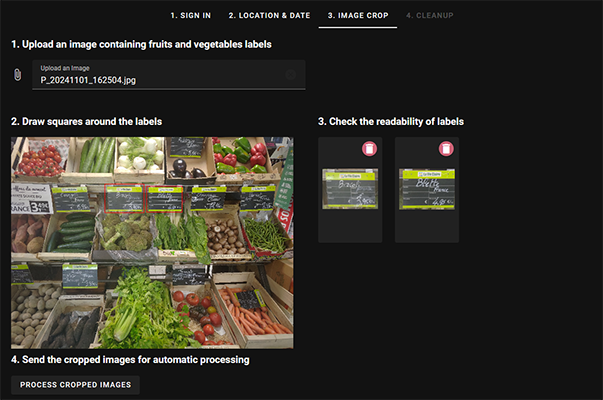 1. SIGN IN
2. LOCATION & DATE
3. IMAGE CROP
4. CLEANUP
1. Upload an image containing fruits and vegetables labels
Upload an Image
P_20241101_162504.jpg
2. Draw squares around the labels
3. Check the readability of labels
FRANCE 3
4. Send the cropped images for automatic processing
PROCESS CROPPED IMAGES